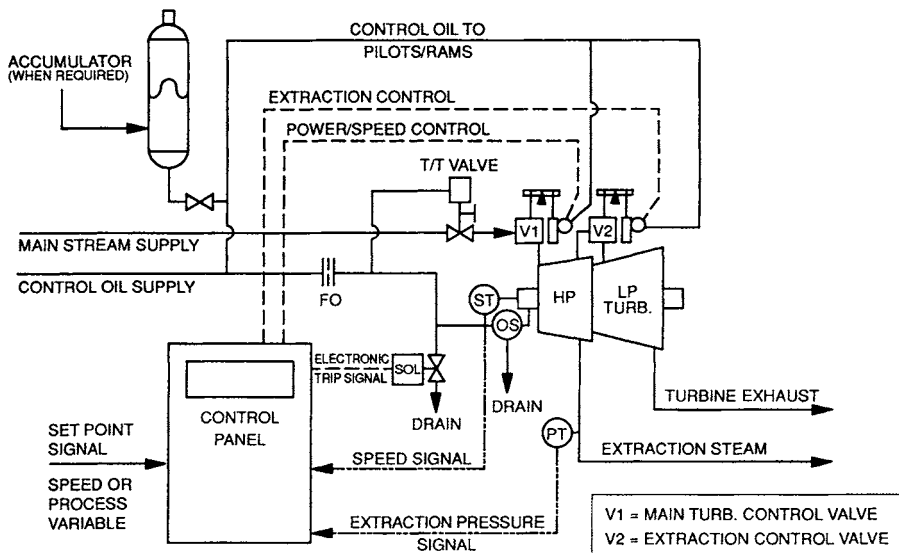 CONTROL OIL TO
PILOTS/RAMS
ACCUMULATOR
(WHEN REQUIRED)
EXTRACTION CONTROL
POWER/SPEED CONTROL
T/T VALVE
V1
V2
MAIN STREAM SUPPLY
CONTROL OIL SUPPLY
FO
ST
HP
LP
TURB.
OS
ELECTRONIC
TRIP SIGNAL
SOL
CONTROL
PANEL
DRAIN
DRAIN
TURBINE EXHAUST
PT
SET POINT
SIGNAL
SPEED SIGNAL
EXTRACTION STEAM
SPEED OR
PROCESS
VARIABLE
EXTRACTION PRESSURE
SIGNAL
V1 = MAIN TURB. CONTROL VALVE
V2 = EXTRACTION CONTROL VALVE